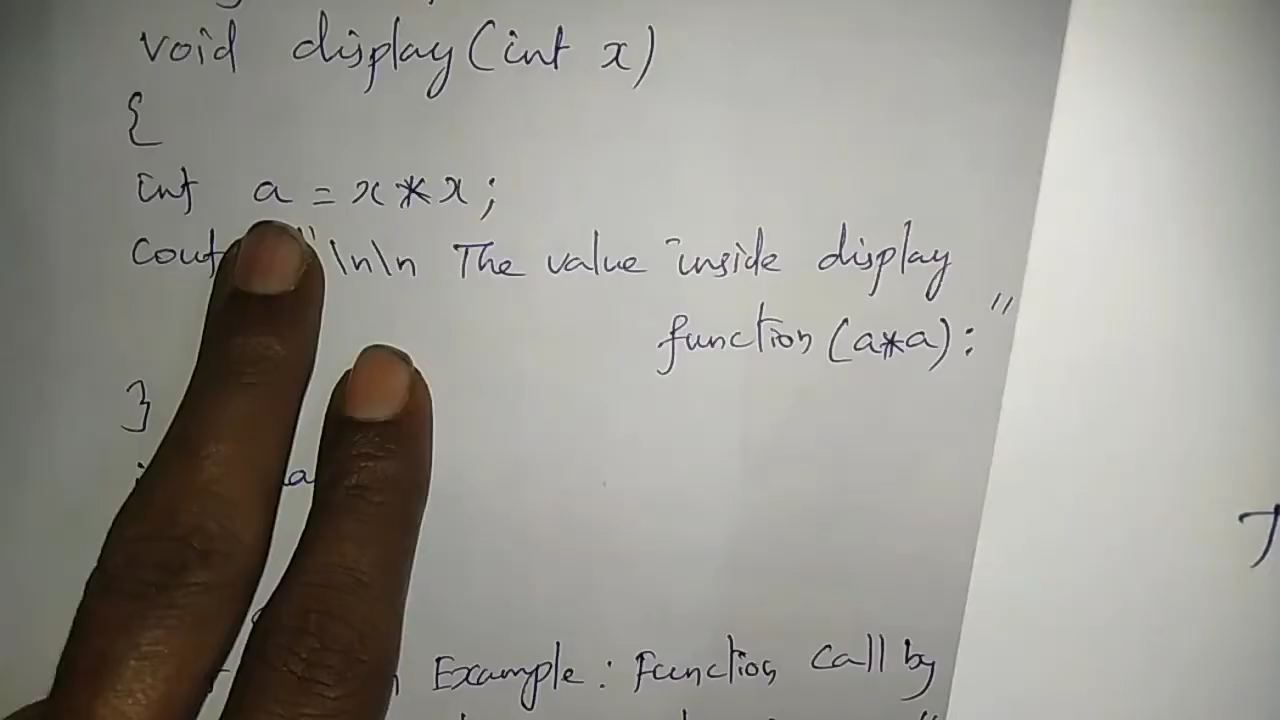 void display(int x)
{
int a = x*x;
cout "\n\n The value inside display
function (a*a): "
}
Example: Function call by